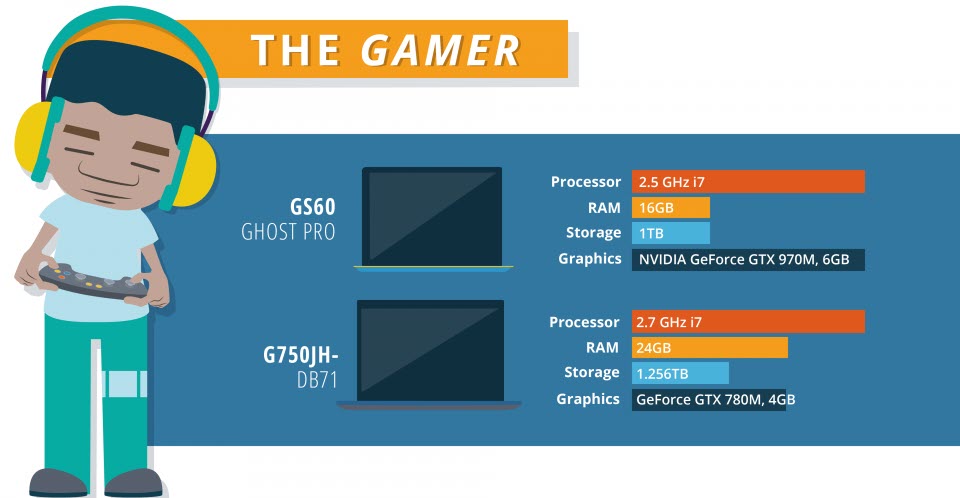 THE GAMER
GS60
GHOST PRO
Processor 2.5 GHz i7
RAM 16GB
Storage 1TB
Graphics NVIDIA GeForce GTX 970M, 6GB
G750JH-
DB71
Processor 2.7 GHz i7
RAM 24GB
Storage 1.256TB
Graphics GeForce GTX 780M, 4GB